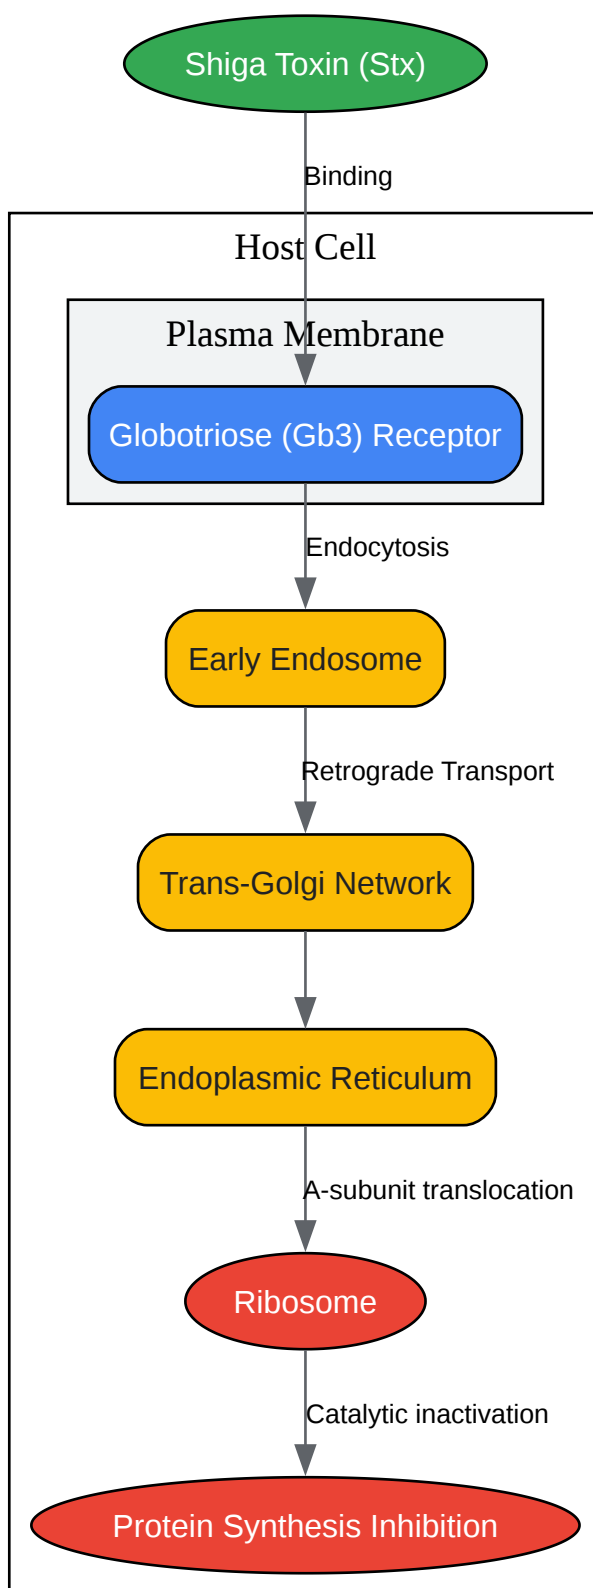 Shiga Toxin (Stx)
Binding
Host Cell
Plasma Membrane
Globotriose (Gb3) Receptor
Endocytosis
Early Endosome
Retrograde Transport
Trans-Golgi Network
Endoplasmic Reticulum
A-subunit translocation
Ribosome
Catalytic inactivation
Protein Synthesis Inhibition